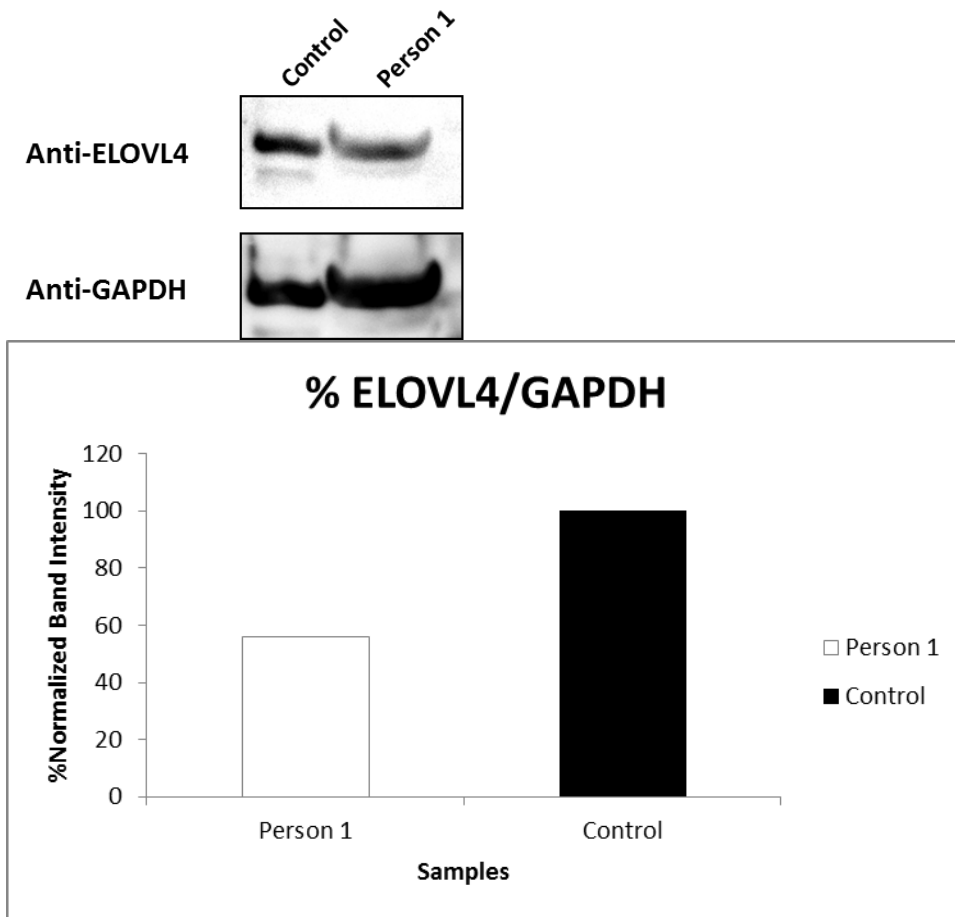 Control
Person 1
Anti-ELOVL4
Anti-GAPDH
% ELOVL4/GAPDH
%Normalized Band Intensity
120
100
80
60
40
20
0
Person 1
Control
Samples
Person 1
Control